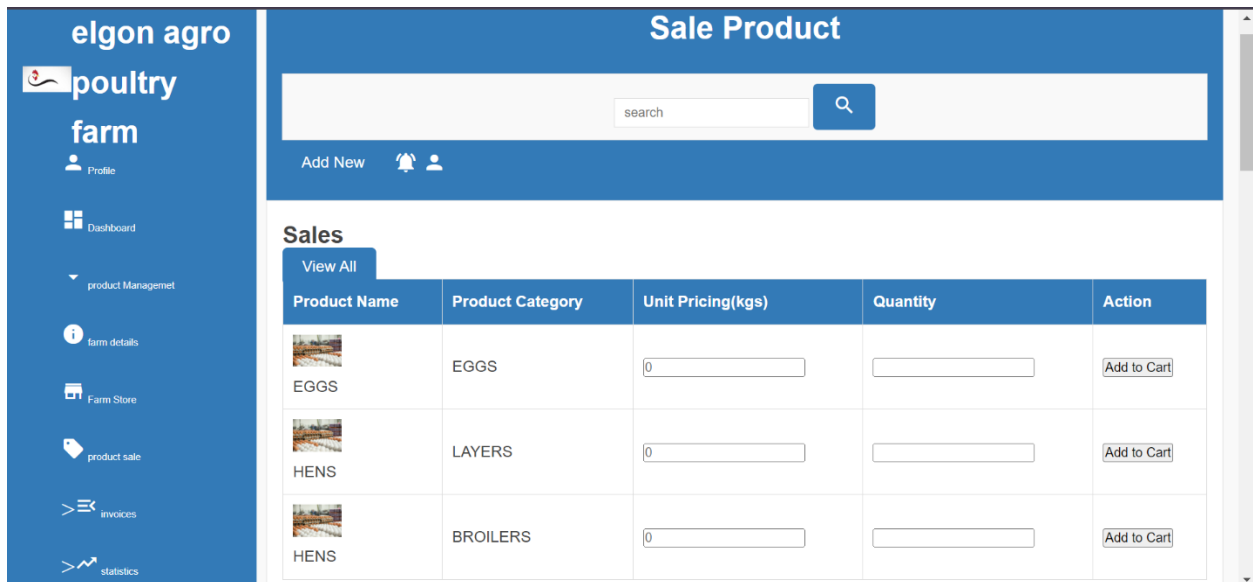 elgon agro
poultry
farm
Profile
Dashboard
product Managemet
farm details
Farm Store
product sale
> invoices
> statistics
Sale Product
search
Add New
Sales
View All
Product Name Product Category Unit Pricing(kgs) Quantity Action
EGGS EGGS 0 Add to Cart
HENS LAYERS 0 Add to Cart
HENS BROILERS 0 Add to Cart